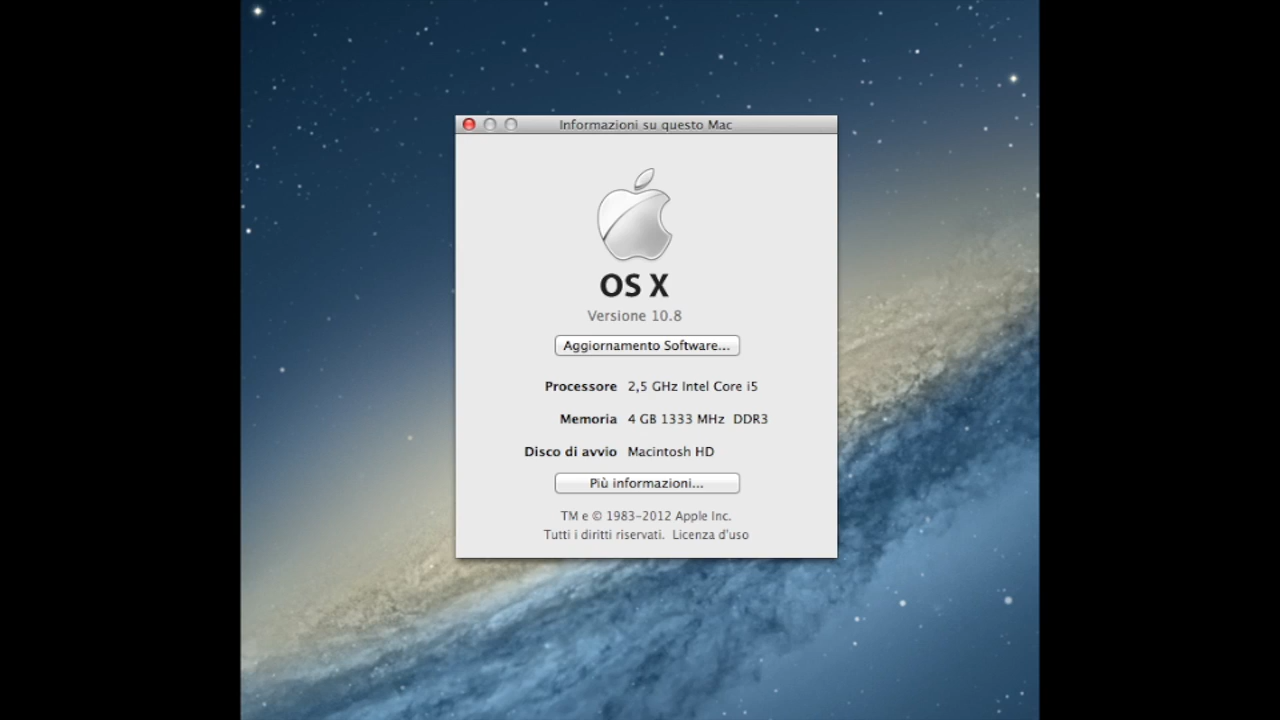 Informazioni su questo Mac
OS X
Versione 10.8
Aggiornamento Software...
Processore 2,5 GHz Intel Core i5
Memoria 4 GB 1333 MHz DDR3
Disco di avvio Macintosh HD
Più informazioni...
TM e © 1983-2012 Apple Inc.
Tutti i diritti riservati. Licenza d'uso